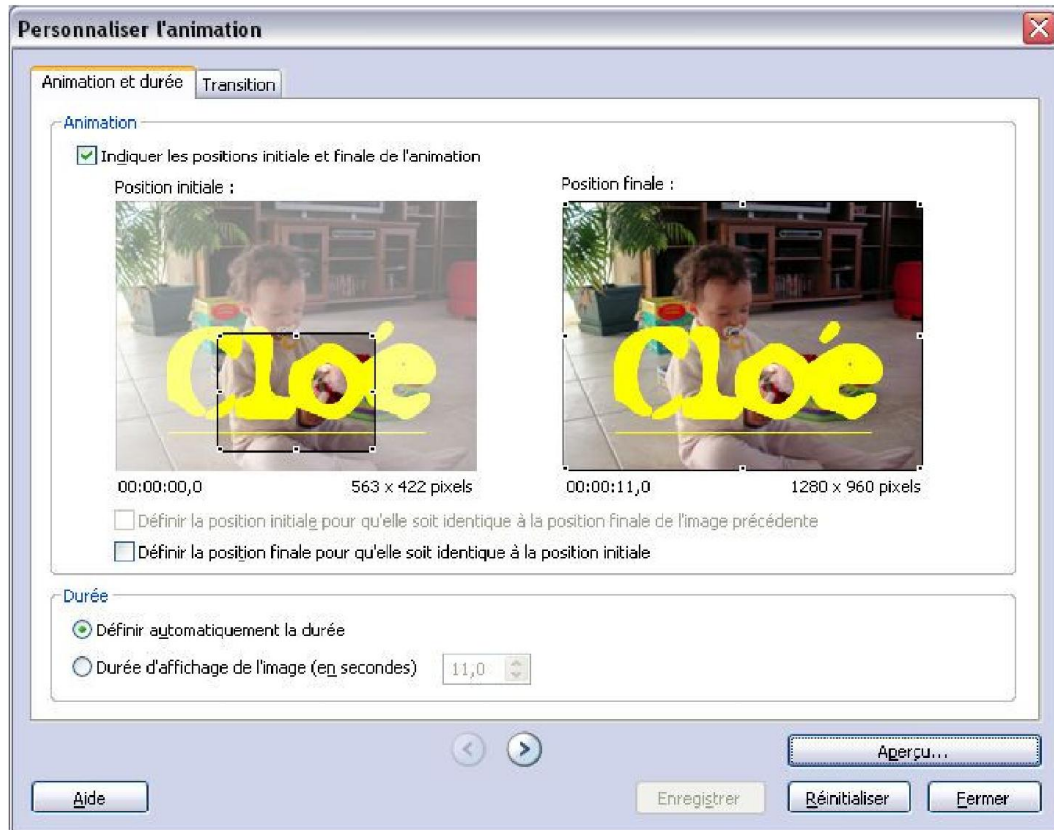 Personnaliser l'animation
Animation et durée
Transition
Animation
Indiquer les positions initiale et finale de l'animation
Position initiale :
Position finale :
Cloé
Cloé
00:00:00,0
563 x 422 pixels
00:00:11,0
1280 x 960 pixels
Définir la position initiale pour qu'elle soit identique à la position finale de l'image précédente
Définir la position finale pour qu'elle soit identique à la position initiale
Durée
Définir automatiquement la durée
Durée d'affichage de l'image (en secondes)
11,0
Aperçu...
Aide
Enregistrer
Réinitialiser
Fermer